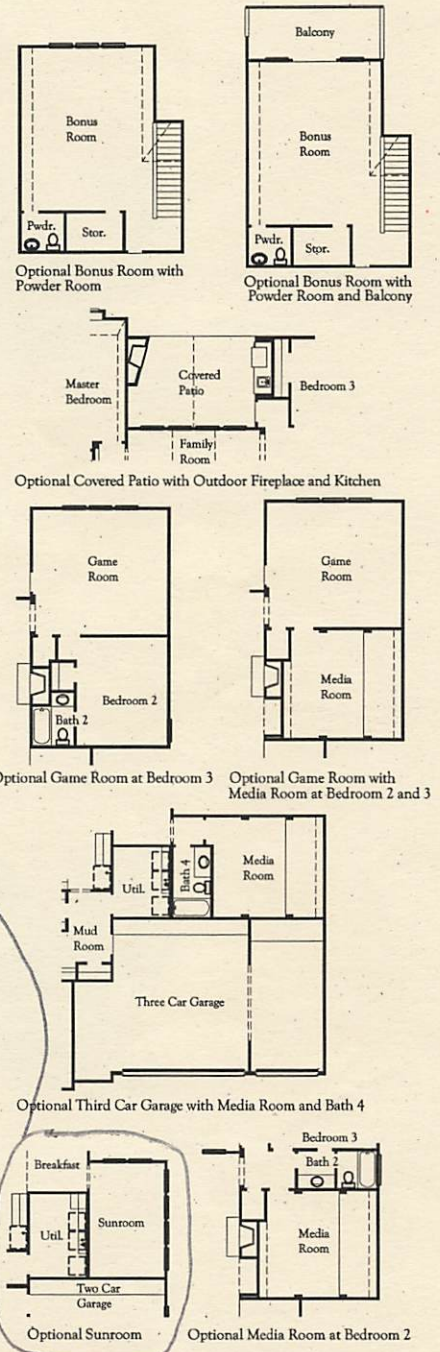 Balcony
Bonus
Room
Bonus
Room
Pwdr.
Stor.
Pwdr.
Stor.
Optional Bonus Room with
Powder Room
Optional Bonus Room with
Powder Room and Balcony
Master
Bedroom
Covered
Patio
Bedroom 3
Family
Room
Optional Covered Patio with Outdoor Fireplace and Kitchen
Game
Room
Game
Room
Bedroom 2
Bath 2
Media
Room
Optional Game Room at Bedroom 3
Optional Game Room with
Media Room at Bedroom 2 and 3
Util.
Bath 4
Media
Room
Mud
Room
Three Car Garage
Optional Third Car Garage with Media Room and Bath 4
Breakfast
Sunroom
Util.
Two Car
Garage
Bedroom 3
Bath 2
Media
Room
Optional Sunroom
Optional Media Room at Bedroom 2